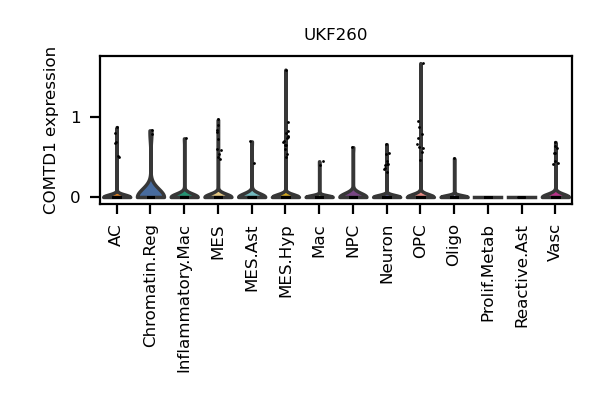 UKF260
COMTD1 expression
1
0
AC
Chromatin.Reg
Inflammatory.Mac
MES
MES.Ast
MES.Hyp
Mac
NPC
Neuron
OPC
Oligo
Prolif.Metab
Reactive.Ast
Vasc